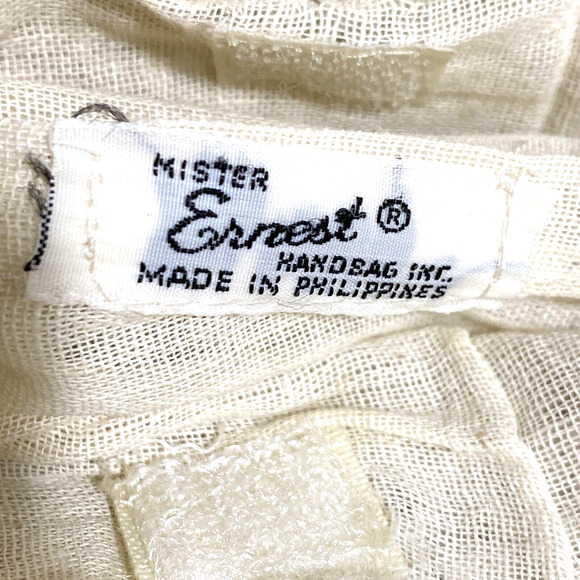 MISTER
Ernest ®
HANDBAG INC.
MADE IN PHILIPPINES